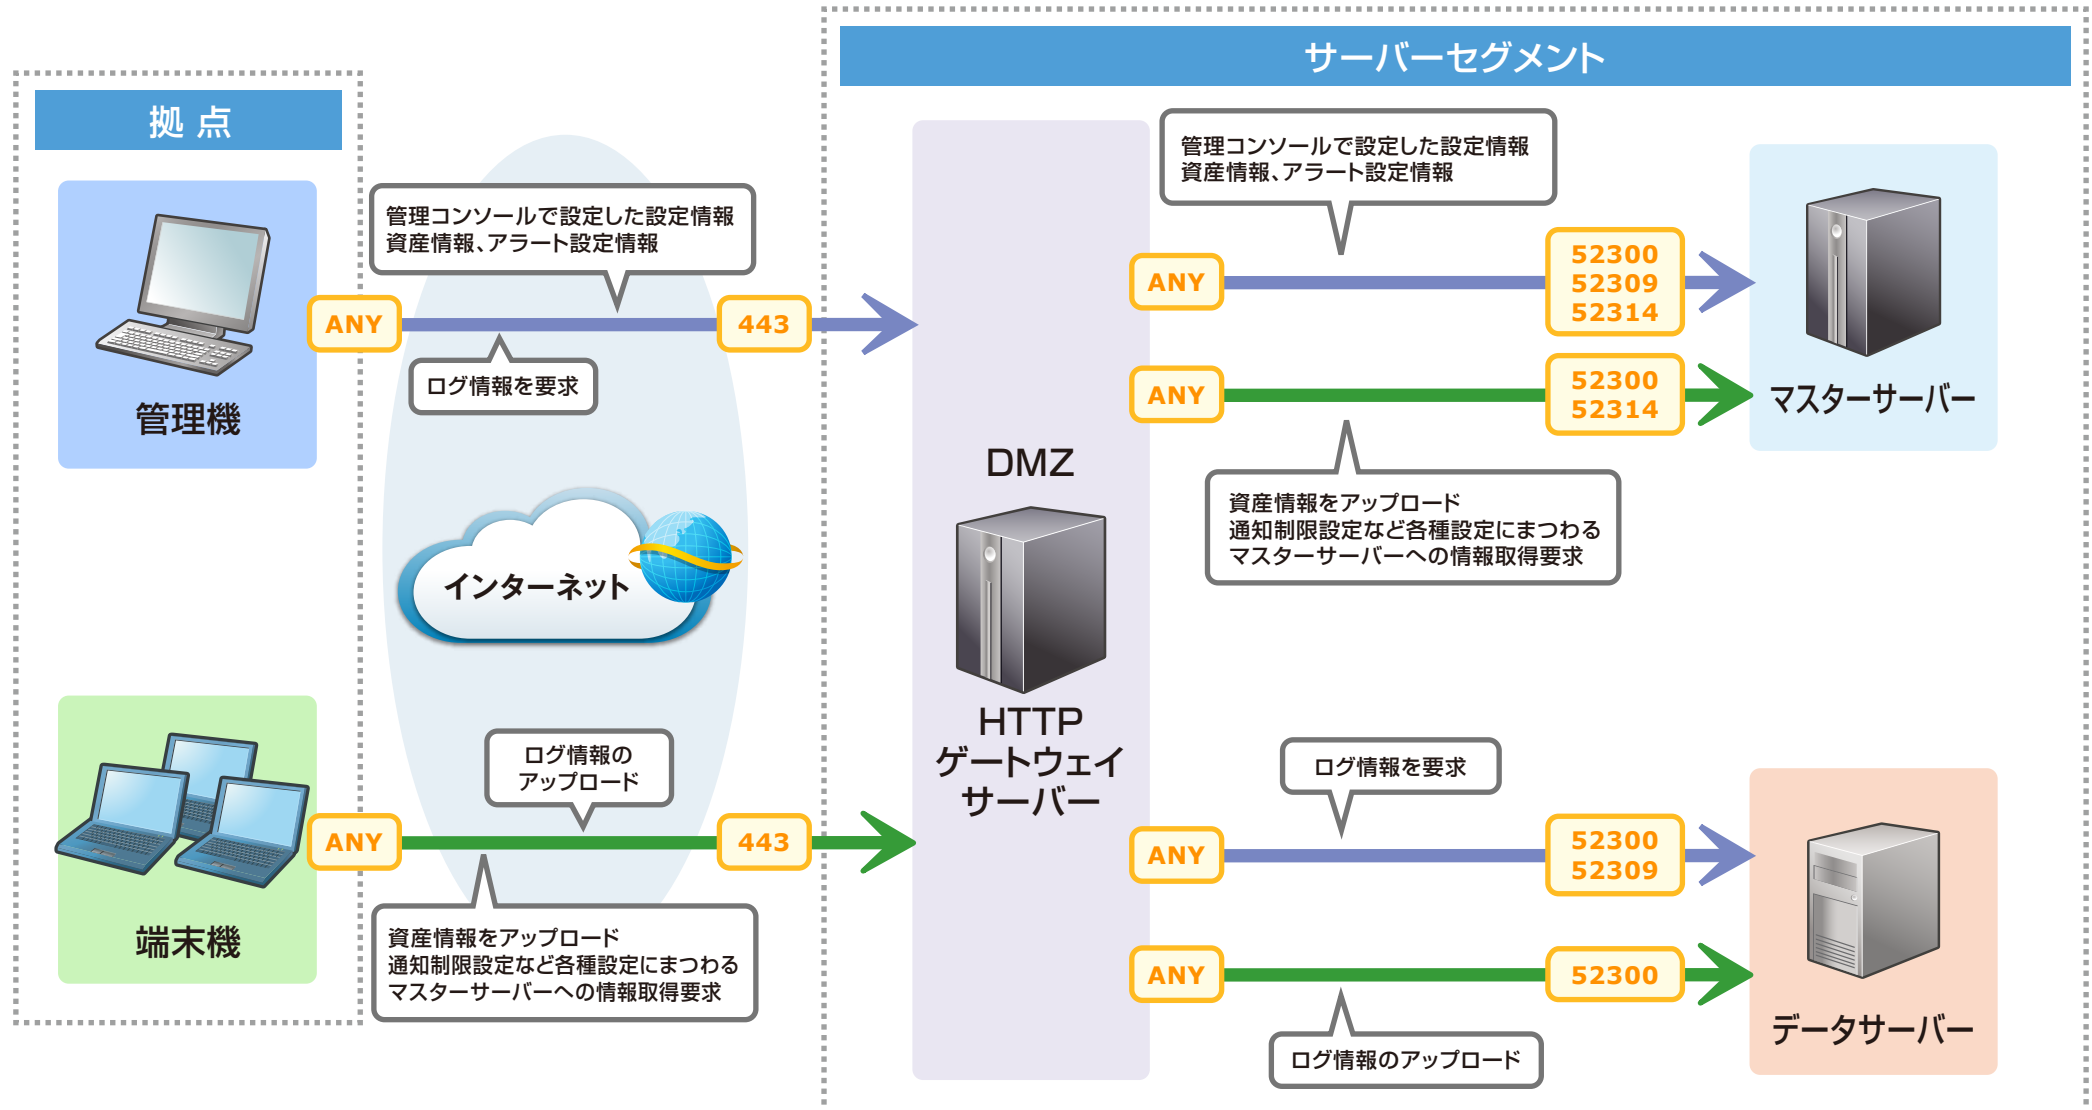 サーバーセグメント
拠 点
管理コンソールで設定した設定情報
資産情報、アラート設定情報
ANY
443
ログ情報を要求
管理機
インターネット
ログ情報の
アップロード
ANY
443
資産情報をアップロード
通知制限設定など各種設定にまつわる
マスターサーバーへの情報取得要求
端末機
DMZ
HTTP
ゲートウェイ
サーバー
管理コンソールで設定した設定情報
資産情報、アラート設定情報
ANY
52300
52309
52314
ANY
52300
52314
資産情報をアップロード
通知制限設定など各種設定にまつわる
マスターサーバーへの情報取得要求
マスターサーバー
ログ情報を要求
ANY
52300
52309
ANY
52300
ログ情報のアップロード
データサーバー